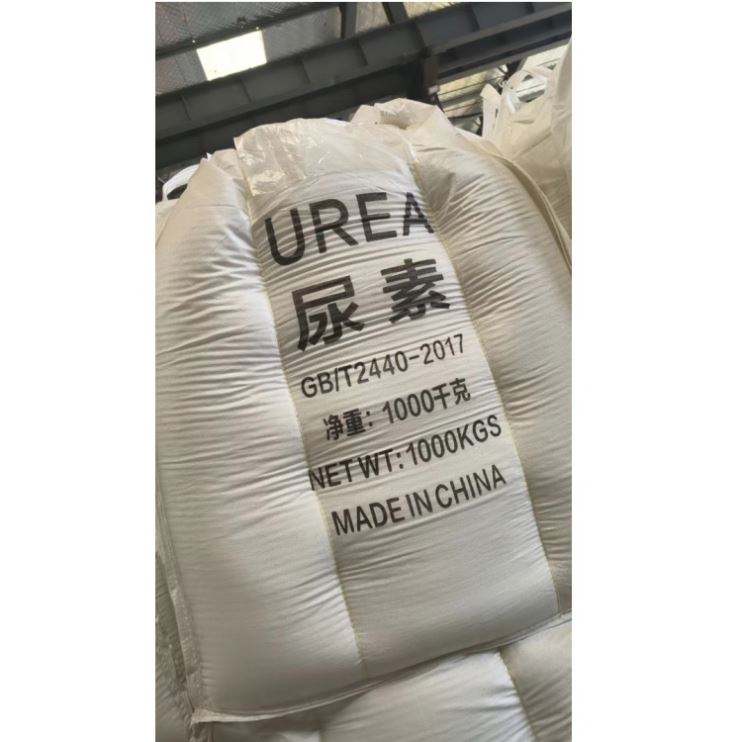 UREA
尿素
GB/T2440-2017
净重：1000千克
NET WT: 1000KGS
MADE IN CHINA